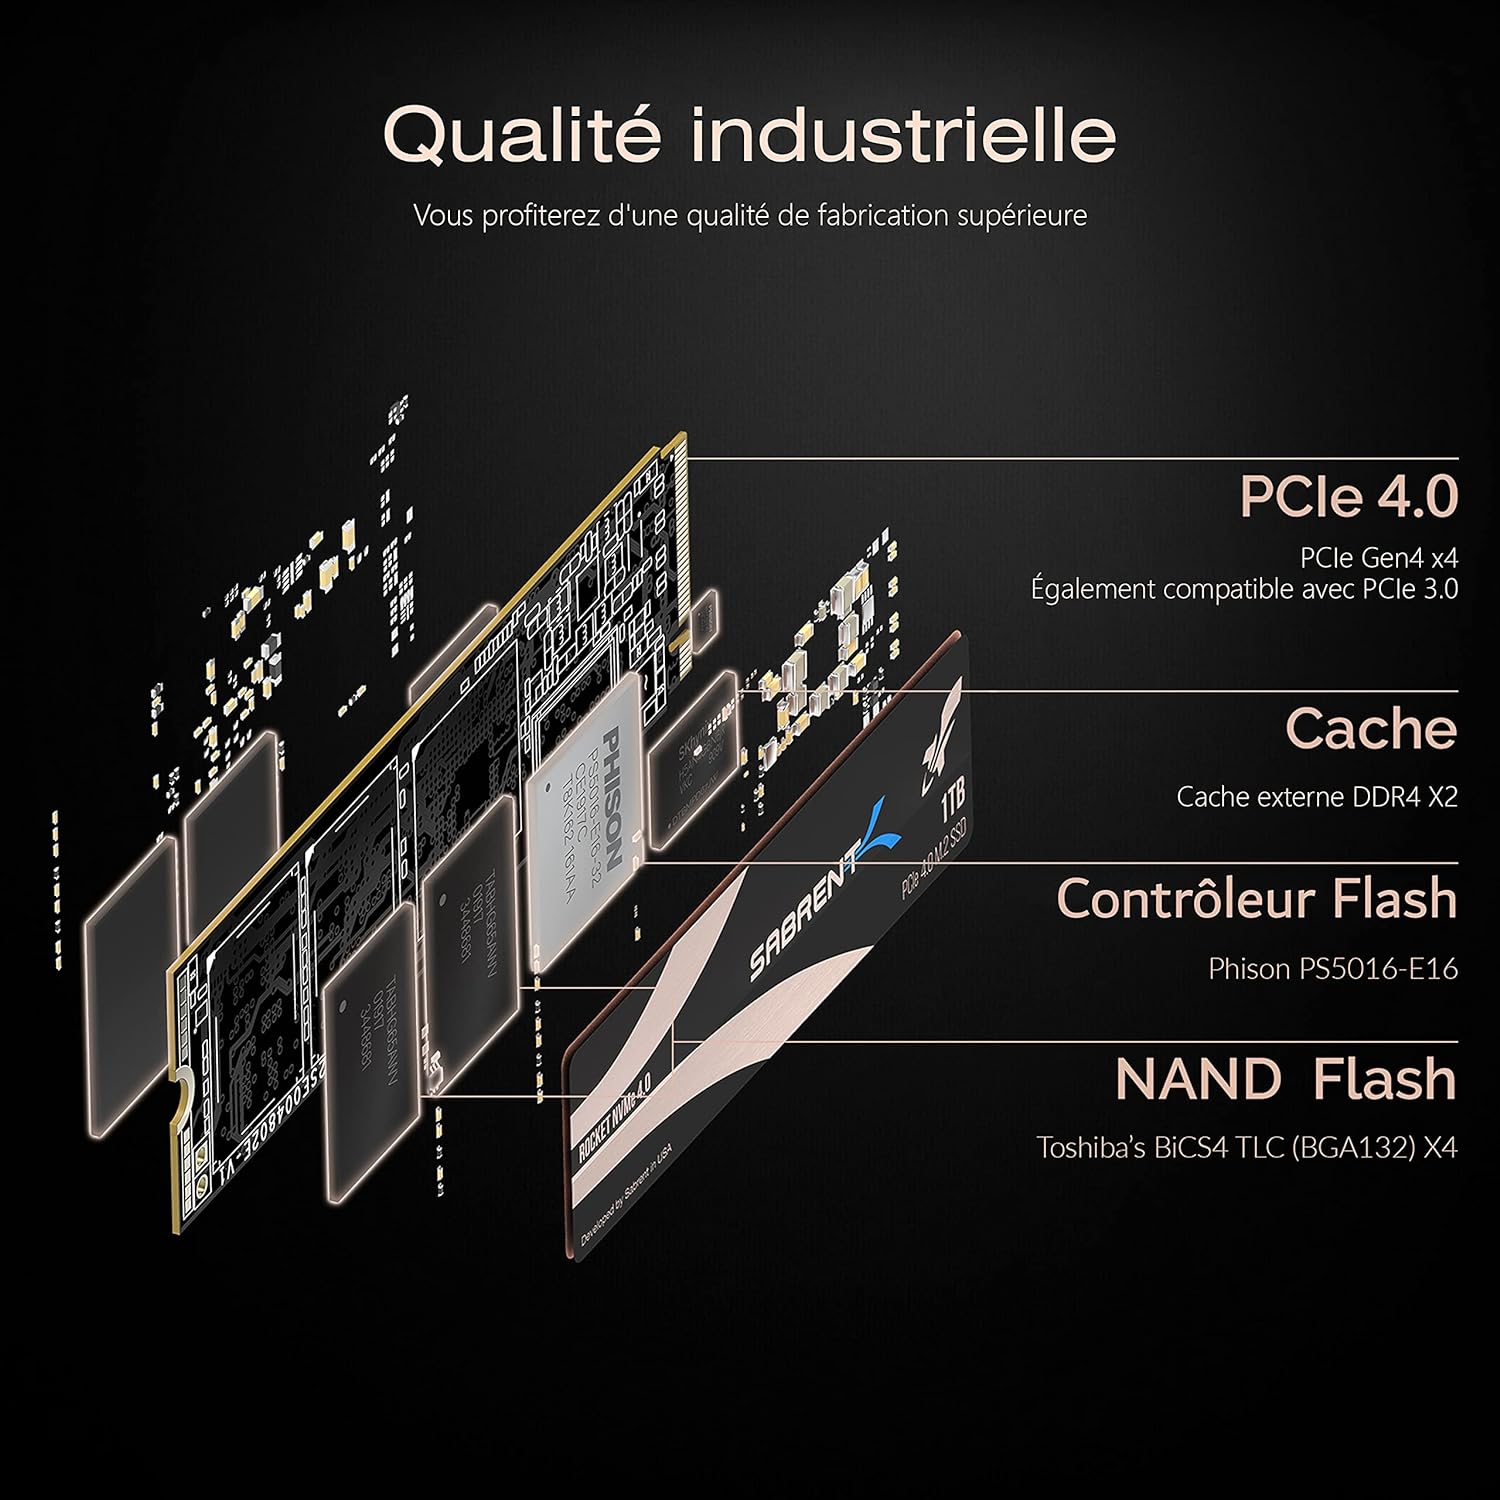 Qualité industrielle
Vous profiterez d'une qualité de fabrication supérieure
PCIe 4.0
PCIe Gen4 x4
Également compatible avec PCIe 3.0
Cache
Cache externe DDR4 X2
Contrôleur Flash
Phison PS5016-E16
NAND Flash
Toshiba’s BiCS4 TLC (BGA132) X4
PHISON
PS5016-E16-32
SABRENT
1TB
PCIe 4.0 M.2 SSD
ROCKET NVMe 4.0
Developed by Sabrent in USA